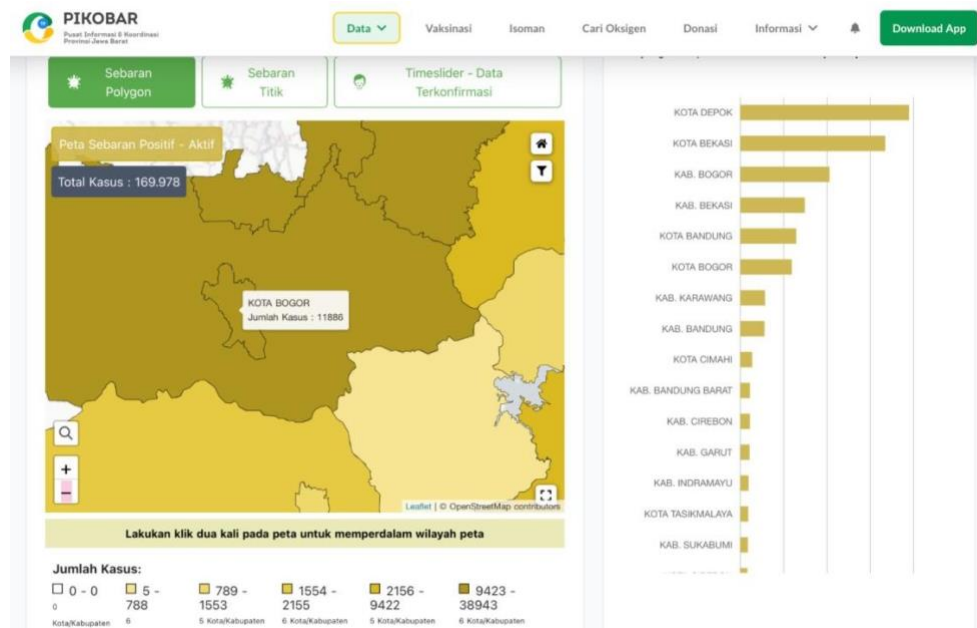 PIKOBAR
Pusat Informasi & Koordinasi
Provinsi Jawa Barat
Data
Vaksinasi
Isoman
Cari Oksigen
Donasi
Informasi
Download App
Sebaran
Polygon
Sebaran
Titik
Timeslider - Data
Terkonfirmasi
Peta Sebaran Positif - Aktif
Total Kasus : 169.978
KOTA BOGOR
Jumlah Kasus : 11886
+
−
Leaflet | © OpenStreetMap contributors
Lakukan klik dua kali pada peta untuk memperdalam wilayah peta
Jumlah Kasus:
0 - 0
0
Kota/Kabupaten
5 -
788
6
789 -
1553
5 Kota/Kabupaten
1554 -
2155
6 Kota/Kabupaten
2156 -
9422
5 Kota/Kabupaten
9423 -
38943
6 Kota/Kabupaten
KOTA DEPOK
KOTA BEKASI
KAB. BOGOR
KAB. BEKASI
KOTA BANDUNG
KOTA BOGOR
KAB. KARAWANG
KAB. BANDUNG
KOTA CIMAHI
KAB. BANDUNG BARAT
KAB. CIREBON
KAB. GARUT
KAB. INDRAMAYU
KOTA TASIKMALAYA
KAB. SUKABUMI